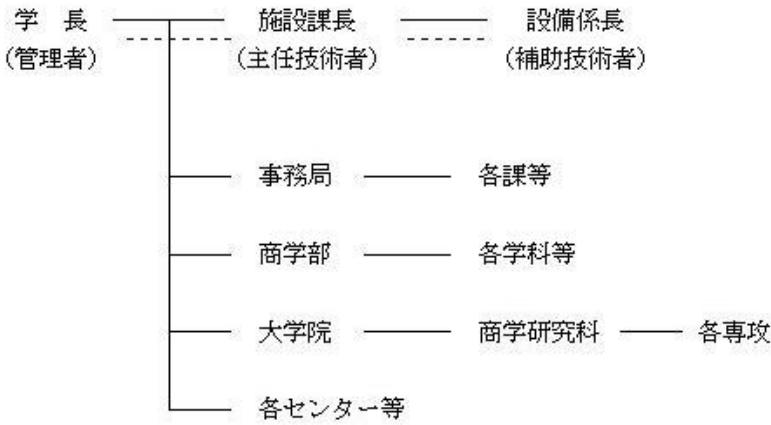 学 長 施設課長 設備係長
(管理者) (主任技術者) (補助技術者)
事務局 各課等
商学部 各学科等
大学院 商学研究科 各専攻
各センター等